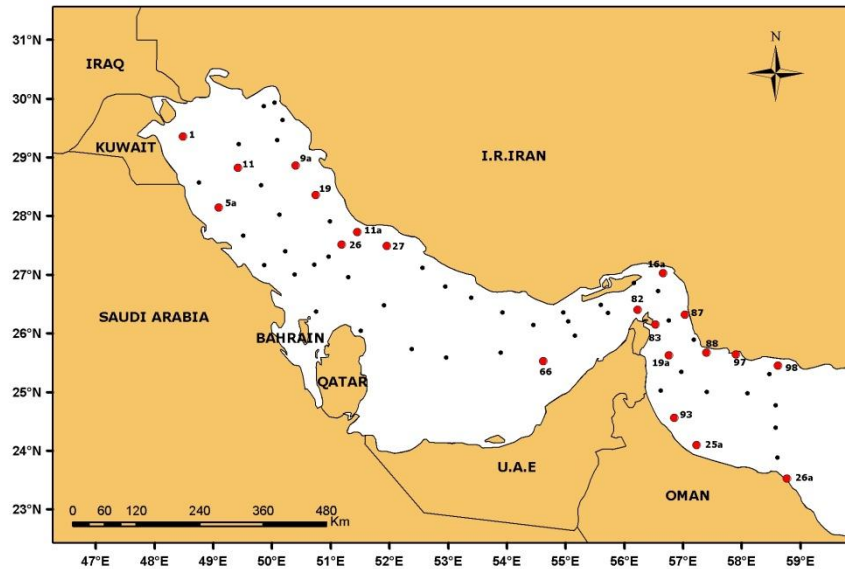 N
31°N
IRAQ
30°N
1
KUWAIT
29°N
11
9a
I.R.IRAN
19
5a
28°N
11a
26
27
27°N
16a
SAUDI ARABIA
82
87
26°N
BAHRAIN
83
88
97
19a
98
66
QATAR
25°N
93
24°N
25a
U.A.E
26a
OMAN
23°N
0 60 120 240 360 480
Km
47°E 48°E 49°E 50°E 51°E 52°E 53°E 54°E 55°E 56°E 57°E 58°E 59°E